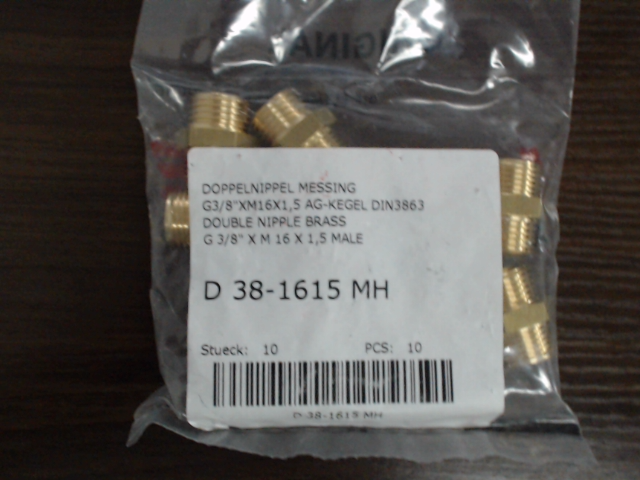 DOPPELNIPPEL MESSING
G3/8"XM16X1,5 AG-KEGEL DIN3863
DOUBLE NIPPLE BRASS
G 3/8" X M 16 X 1,5 MALE
D 38-1615 MH
Stueck: 10 PCS: 10
D-38-1615 MH